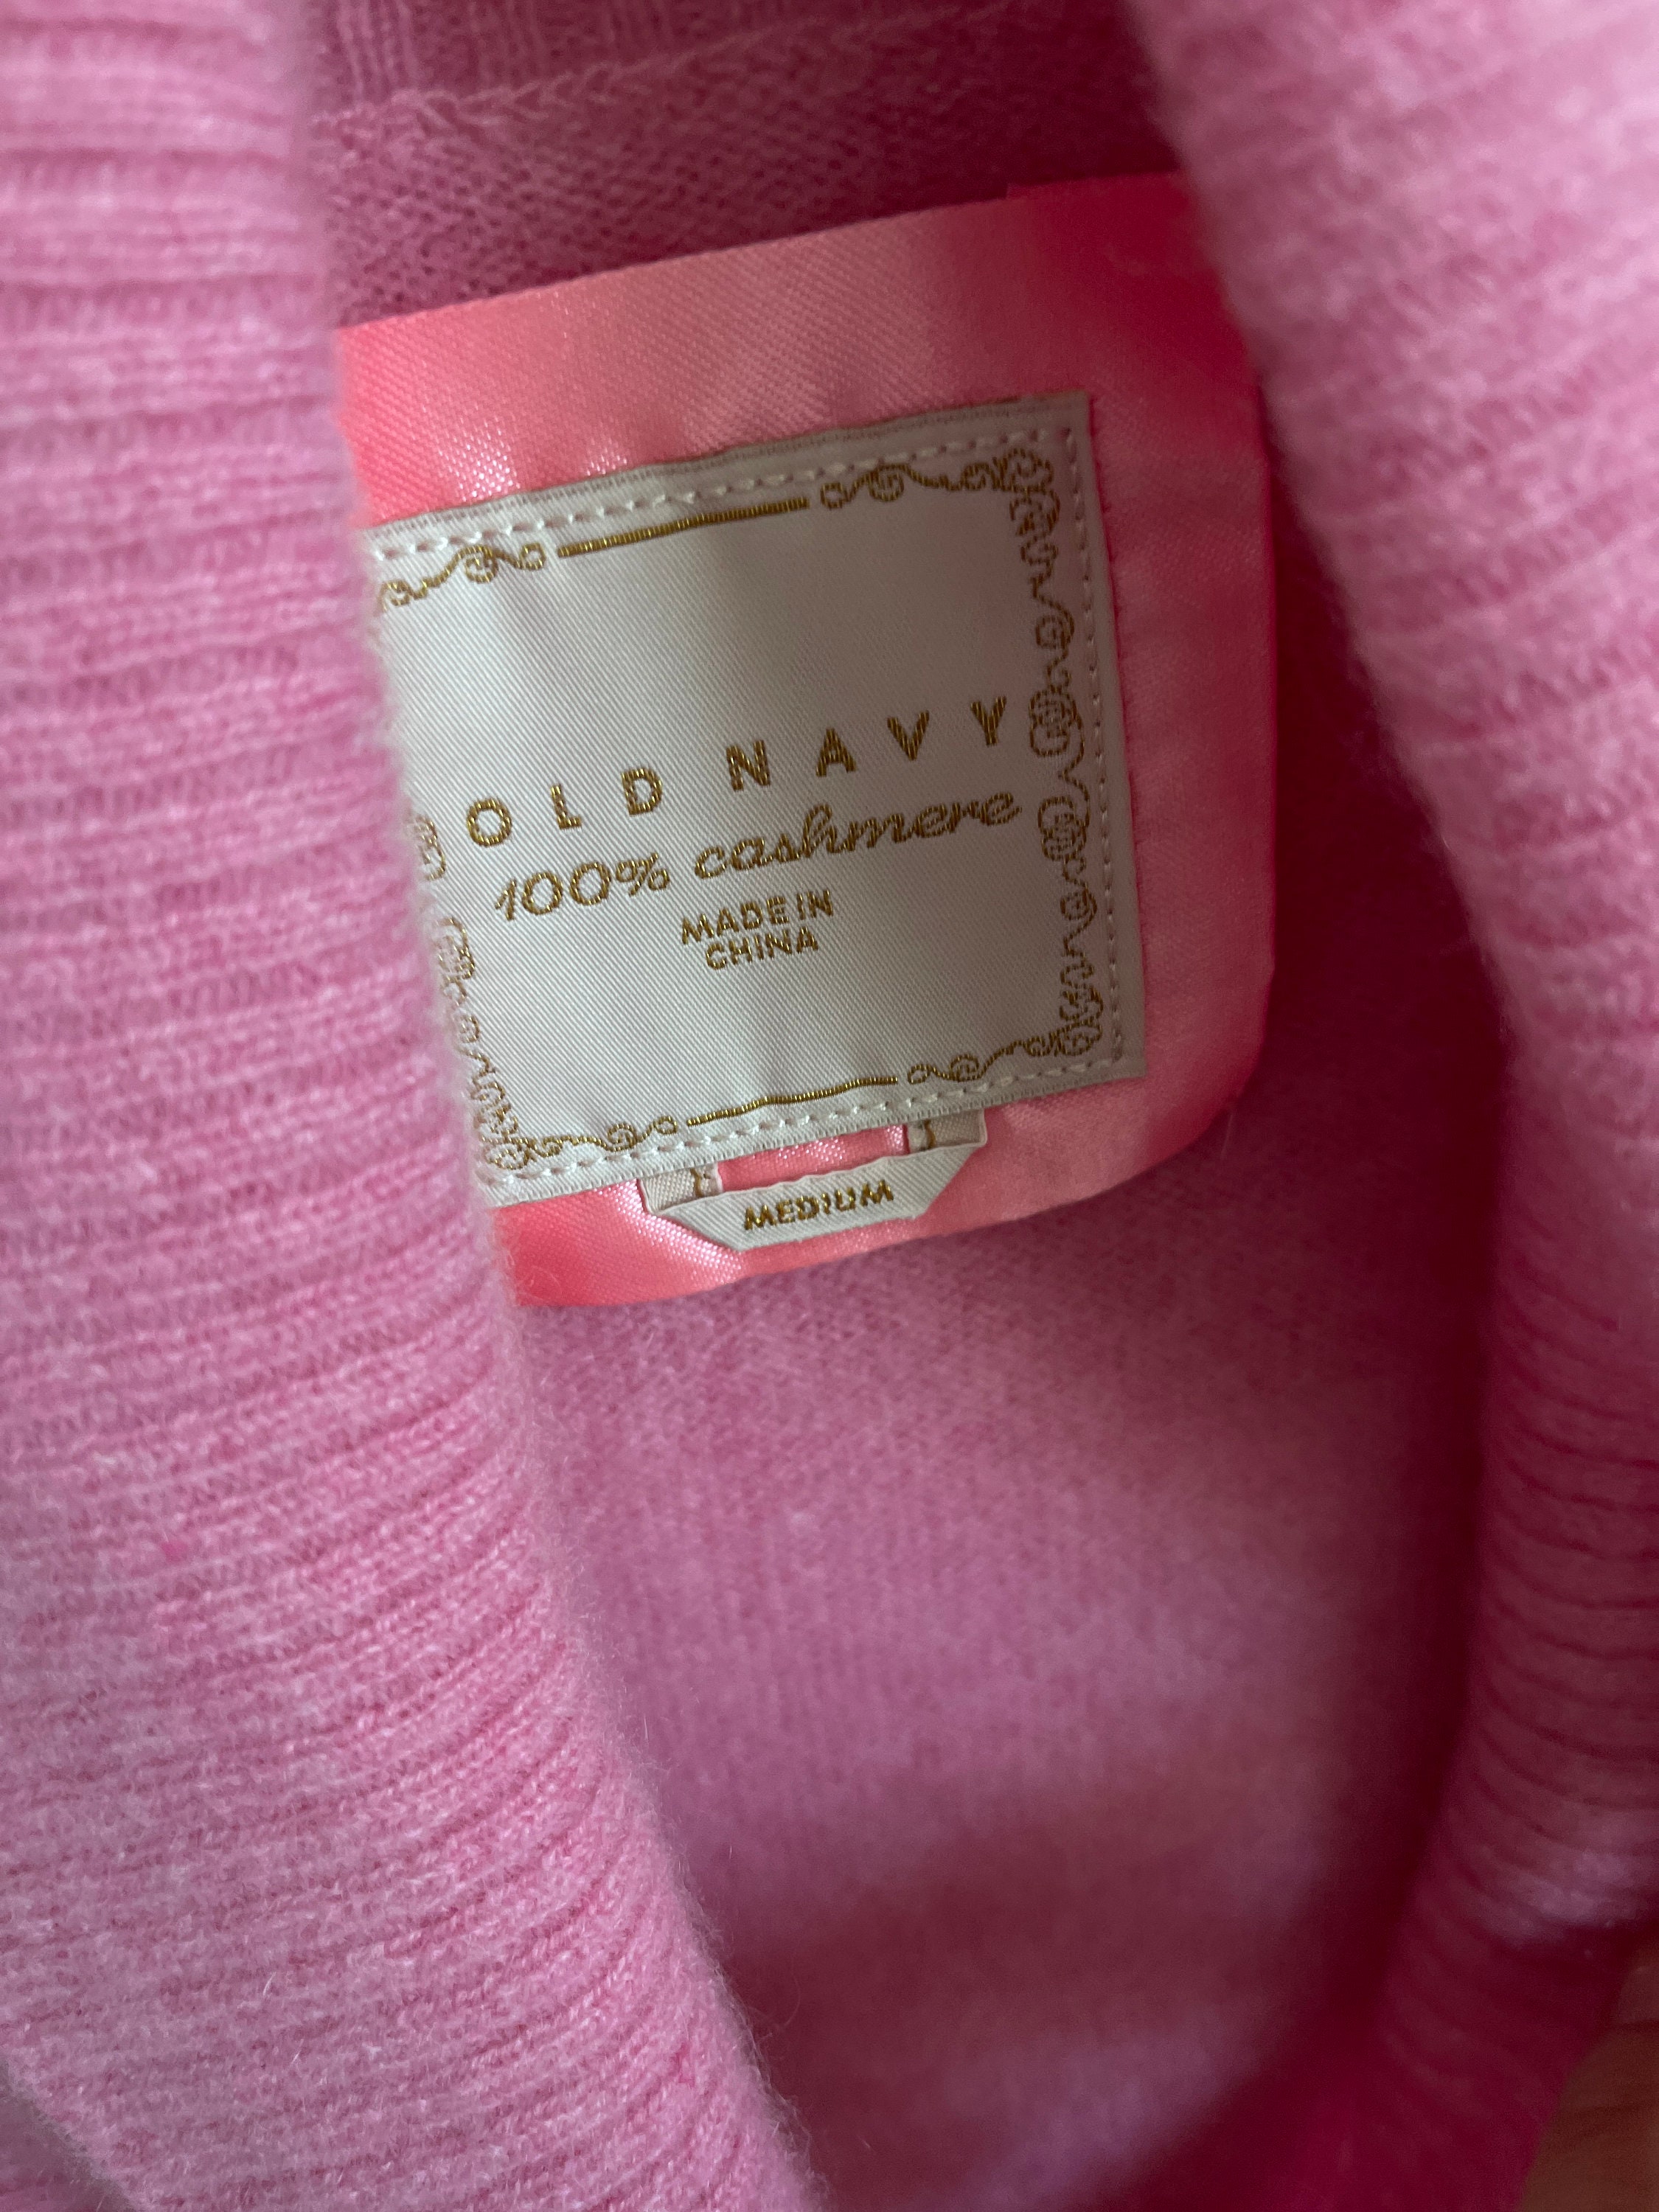 OLD NAVY
100% cashmere
MADE IN
CHINA
MEDIUM